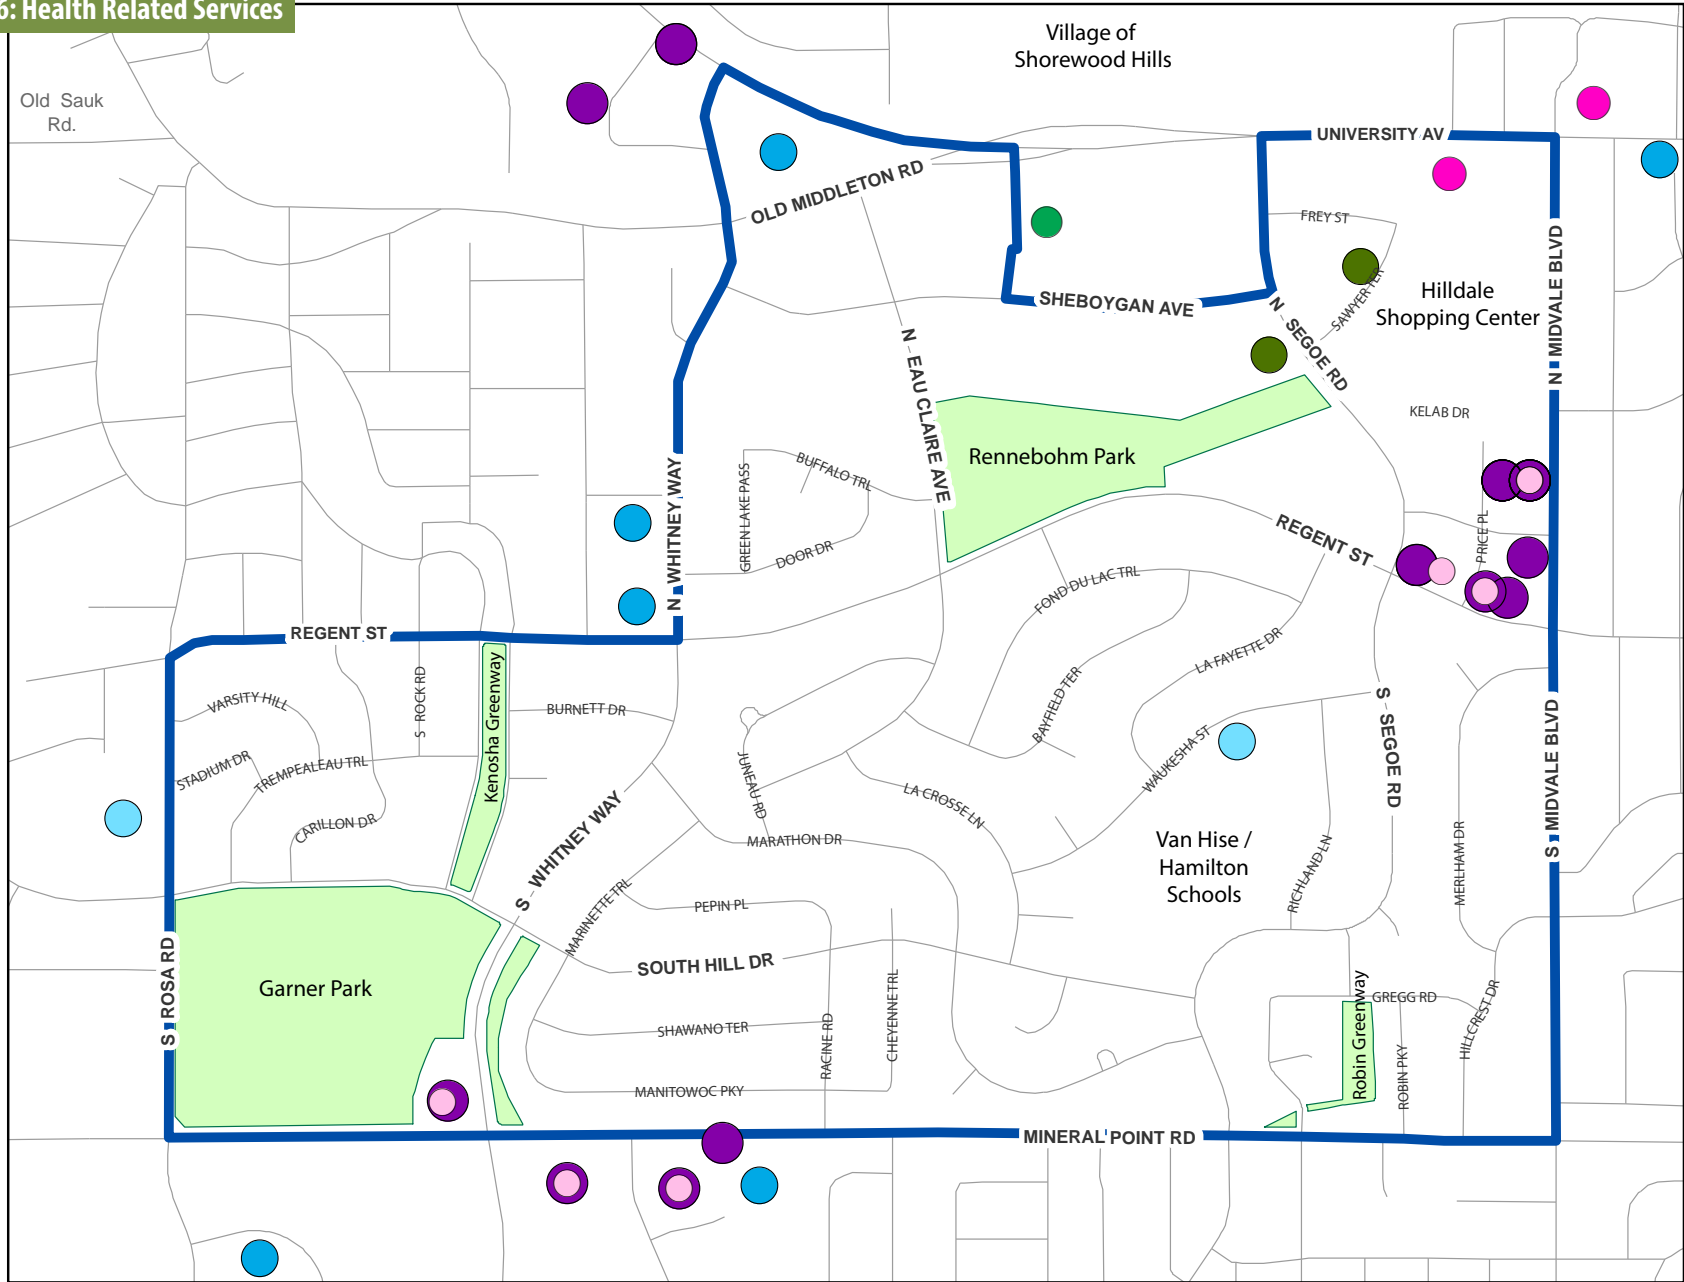 6: Health Related Services
Village of
Shorewood Hills
Old Sauk
Rd.
UNIVERSITY AV
OLD MIDDLETON RD
FREY ST
N MIDVALE BLVD
SAWYER TER
Hilldale
Shopping Center
SHEBOYGAN AVE
N SEGOE RD
N EAU CLAIRE AVE
KELAB DR
Rennebohm Park
BUFFALO TRL
GREEN LAKE PASS
N WHITNEY WAY
DOOR DR
REGENT ST
PRICE PL
FOND DU LAC TRL
REGENT ST
LA FAYETTE DR
Kenosha Greenway
S ROCK RD
VARSITY HILL
BURNETT DR
BAYFIELD TER
S SEGOE RD
S MIDVALE BLVD
WAUKESHA ST
STADIUM DR
TREMPEALEAU TRL
JUNEAU RD
LA CROSSE LN
CARILLON DR
MARATHON DR
S WHITNEY WAY
Van Hise /
Hamilton
Schools
RICHLAND LN
MERLHAM DR
MARINETTE TRL
PEPIN PL
SOUTH HILL DR
S ROSA RD
Garner Park
GREGG RD
HILLCREST DR
Robin Greenway
ROBIN PKY
SHAWANO TER
RACINE RD
CHEYENNE TRL
MANITOWOC PKY
MINERAL POINT RD